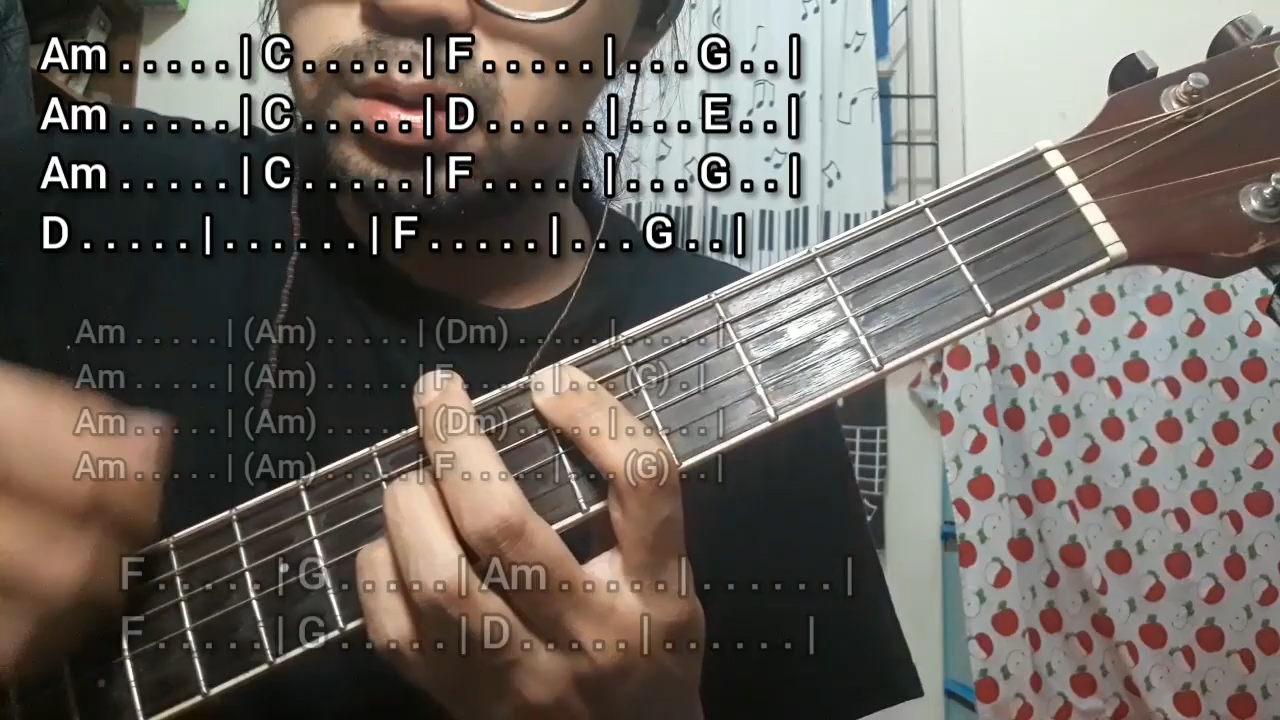 Am . . . . . | C . . . . . | F . . . . . | . . . G . . |
Am . . . . . | C . . . . . | D . . . . . | . . . E . . |
Am . . . . . | C . . . . . | F . . . . . | . . . G . . |
D . . . . . | . . . . . . | F . . . . . | . . . G . . |
Am . . . . . | (Am) . . . . . | (Dm) . . . . . | . . . . . |
Am . . . . . | (Am) . . . . . | F . . . . . | . . . (G) . |
Am . . . . . | (Am) . . . . . | (Dm) . . . . . | . . . . . |
Am . . . . . | (Am) . . . . . | F . . . . . | . . . (G) . |
F . . . . . | G . . . . . | Am . . . . . | . . . . . . |
F . . . . . | G . . . . . | D . . . . . | . . . . . . |